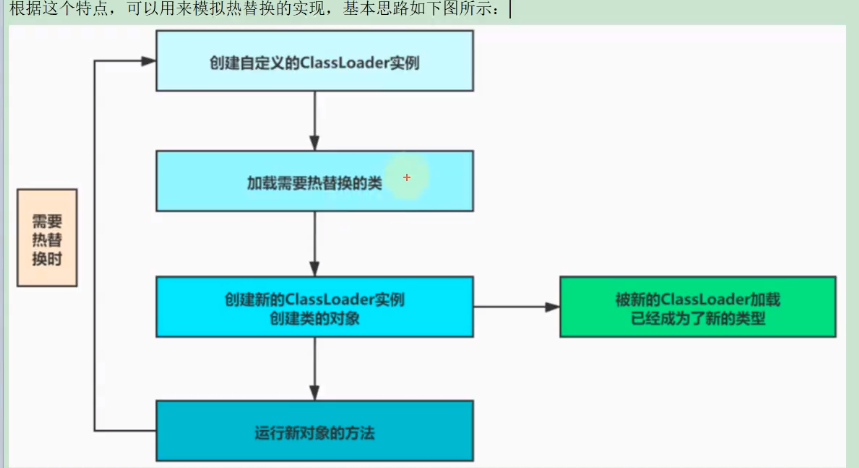 根据这个特点，可以用来模拟热替换的实现，基本思路如下图所示：
创建自定义的ClassLoader实例
加载需要热替换的类
需要
热替
换时
创建新的ClassLoader实例
创建类的对象
被新的ClassLoader加载
已经成为了新的类型
运行新对象的方法